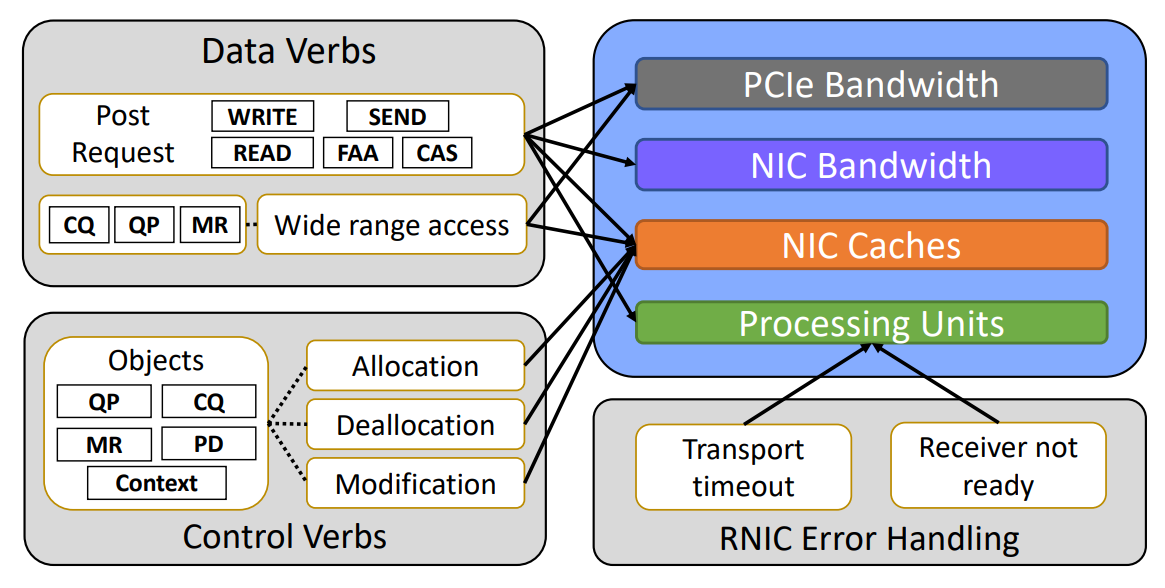 Data Verbs
Post
Request
WRITE
SEND
READ
FAA
CAS
CQ
QP
MR
Wide range access
Objects
QP
CQ
MR
PD
Context
Allocation
Deallocation
Modification
Control Verbs
PCIe Bandwidth
NIC Bandwidth
NIC Caches
Processing Units
Transport
timeout
Receiver not
ready
RNIC Error Handling